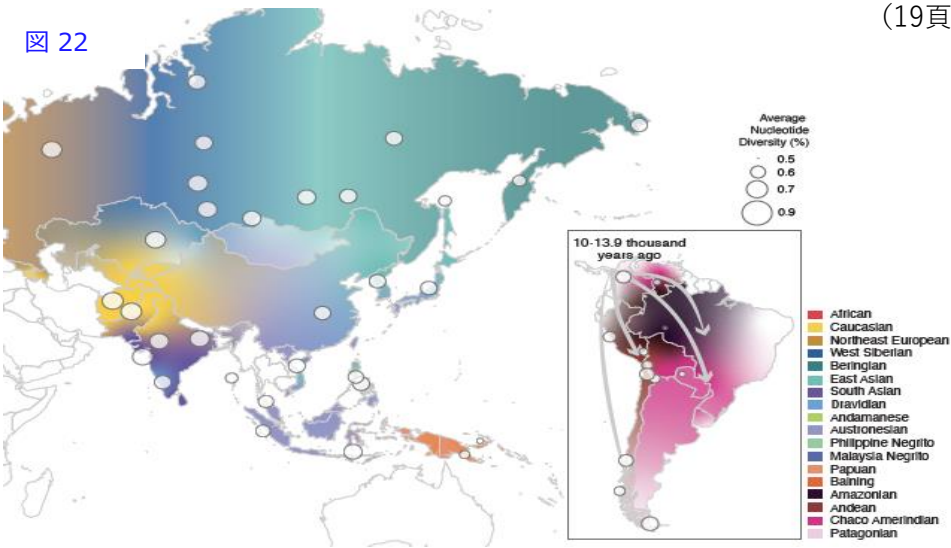 図 22
(19頁
Average
Nucleotide
Diversity (%)
0.5
0.6
0.7
0.9
10-13.9 thousand
years ago
African
Caucasian
Northeast European
West Siberian
Beringian
East Asian
South Asian
Dravidian
Andamanese
Austronesian
Philippine Negrito
Malaysia Negrito
Papuan
Baining
Amazonian
Andean
Chaco Amerindian
Patagonian